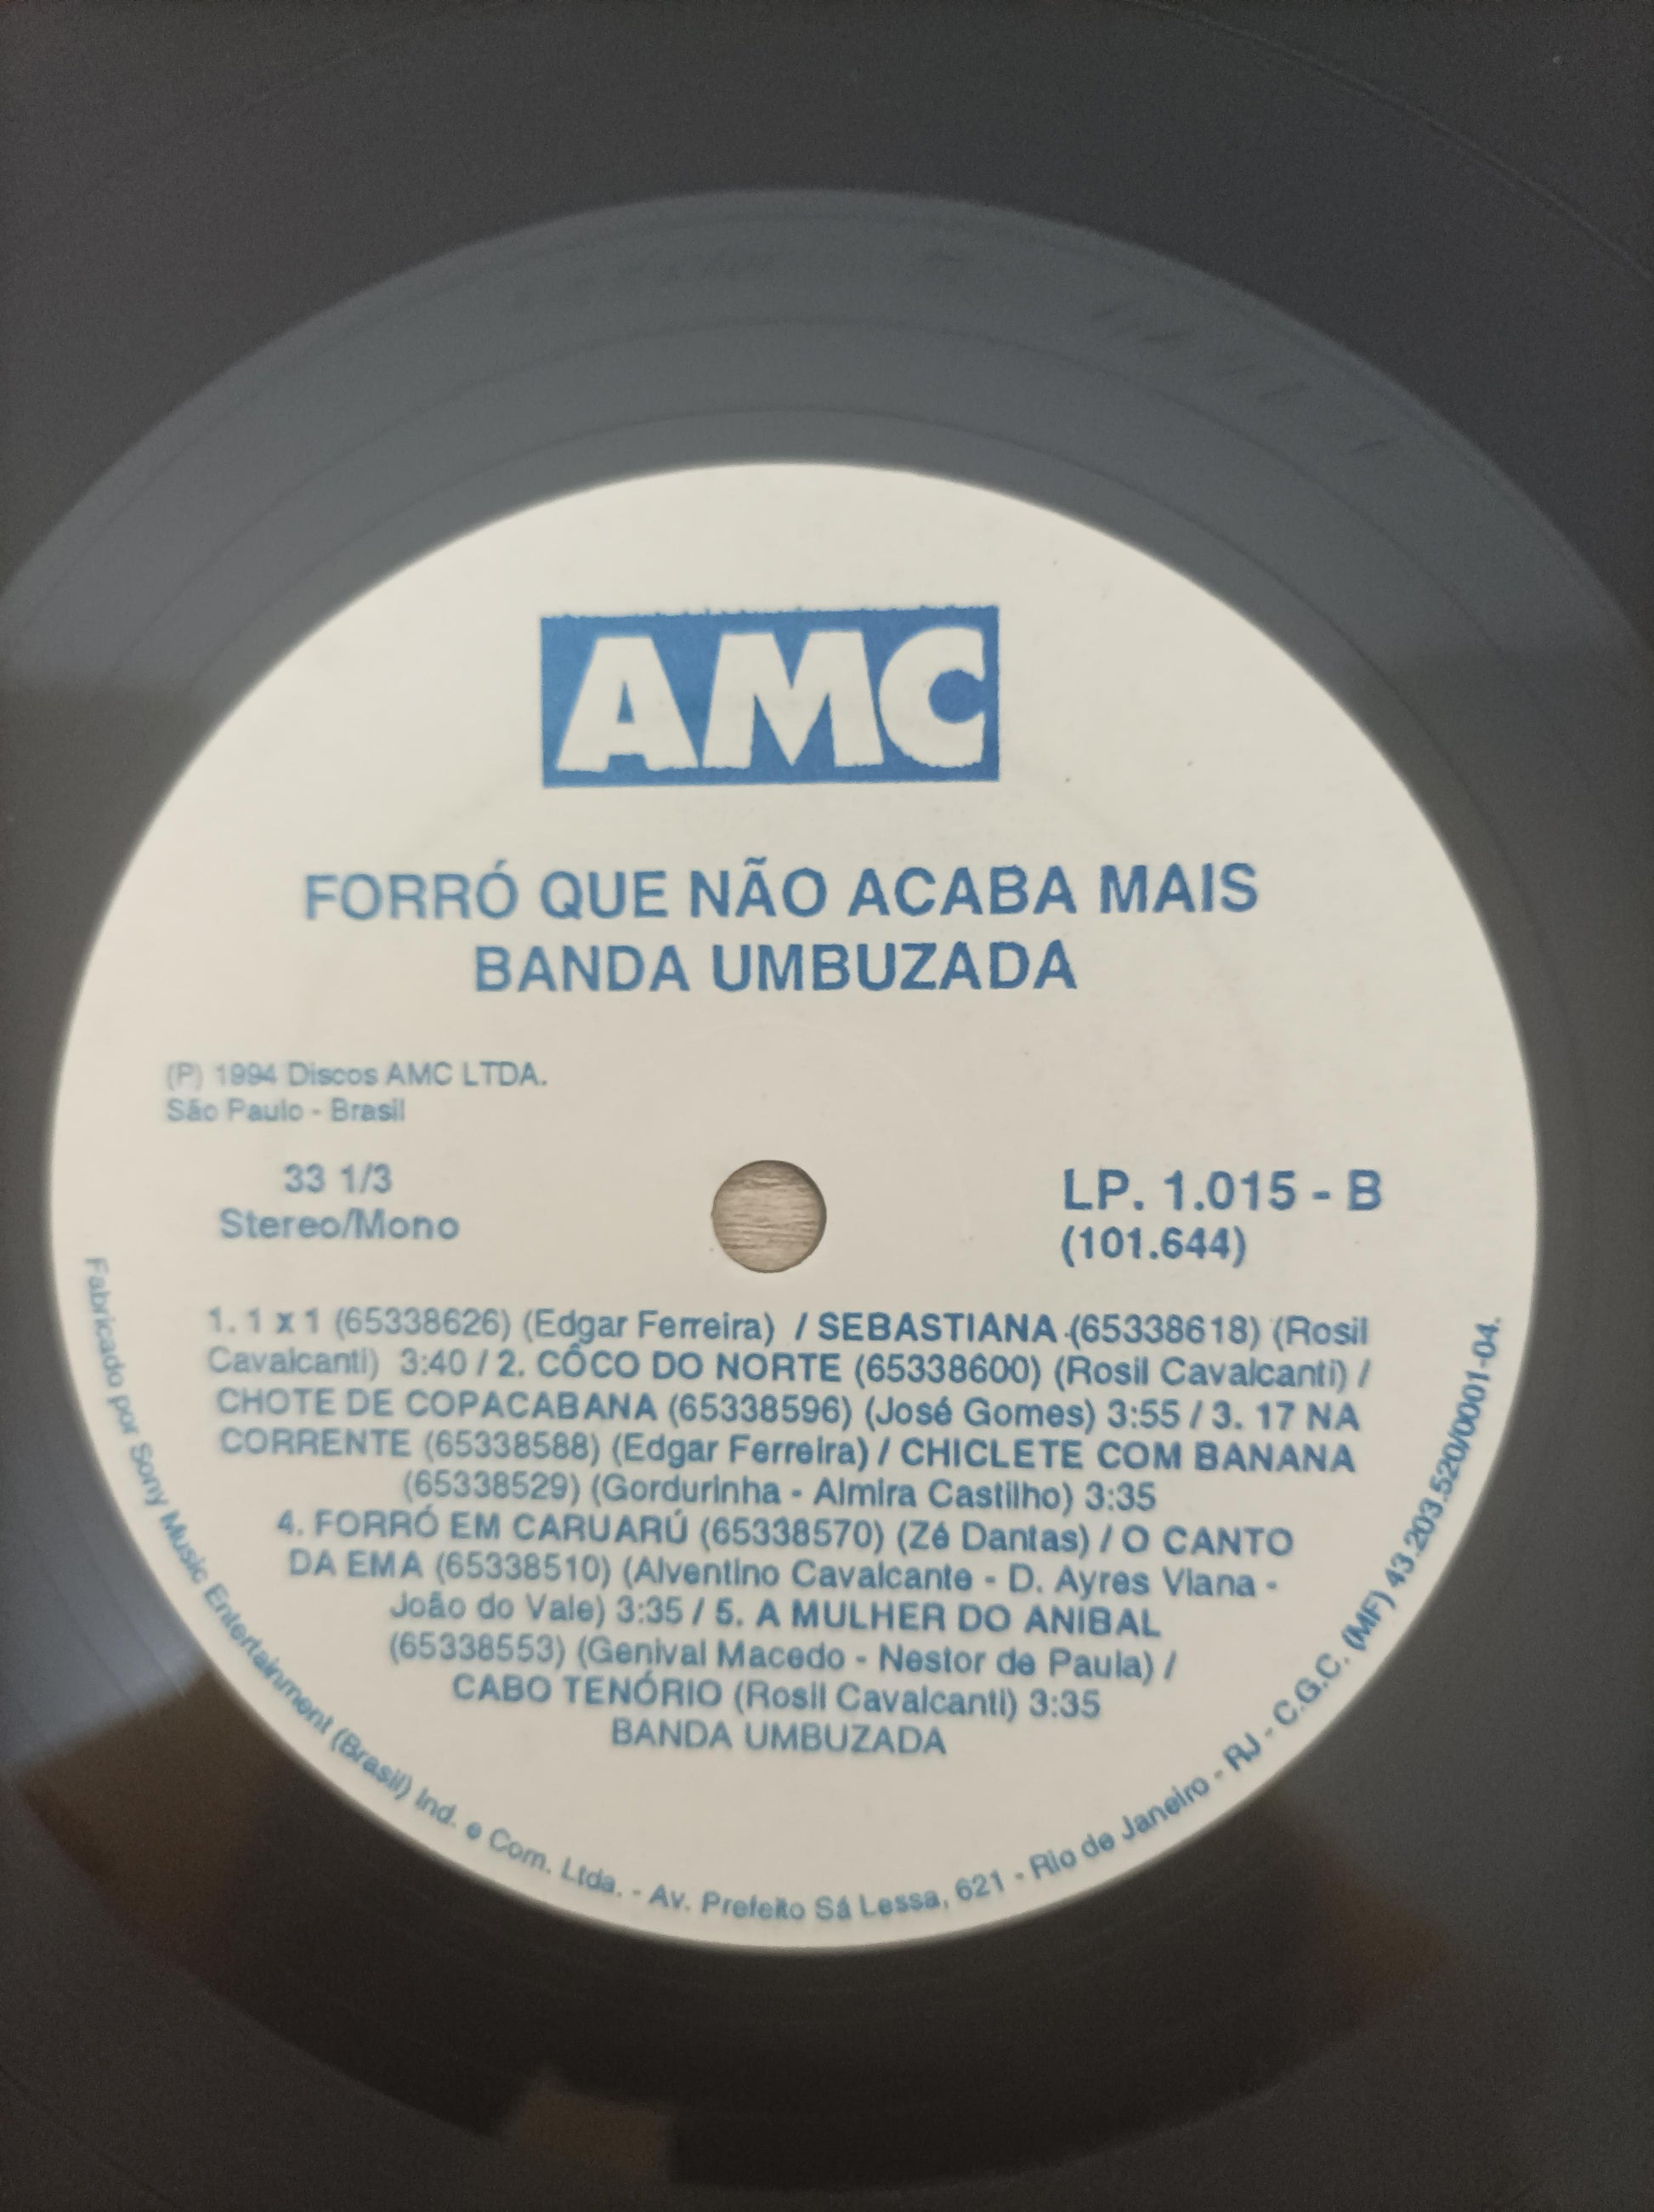 AMC
FORRÓ QUE NÃO ACABA MAIS
BANDA UMBUZADA
(P) 1994 Discos AMC LTDA.
São Paulo - Brasil
33 1/3
Stereo/Mono
LP. 1.015 - B
(101.644)
1. 1 x 1 (65338626) (Edgar Ferreira) / SEBASTIANA (65338618) (Rosil
Cavalcanti) 3:40 / 2. CÔCO DO NORTE (65338600) (Rosil Cavalcanti) /
CHOTE DE COPACABANA (65338596) (José Gomes) 3:55 / 3. 17 NA
CORRENTE (65338588) (Edgar Ferreira) / CHICLETE COM BANANA
(65338529) (Gordurinha - Almira Castilho) 3:35
4. FORRÓ EM CARUARÚ (65338570) (Zé Dantas) / O CANTO
DA EMA (65338510) (Alventino Cavalcante - D. Ayres Viana -
João do Vale) 3:35 / 5. A MULHER DO ANIBAL
(65338553) (Genival Macedo - Nestor de Paula) /
CABO TENÓRIO (Rosil Cavalcanti) 3:35
BANDA UMBUZADA
Fabricado por Sony Music Entertainment (Brasil) Ind. e Com. Ltda. - Av. Prefeito Sá Lessa, 621 - Rio de Janeiro - RJ - C.G.C. (MF) 43.203.520/0001-04.